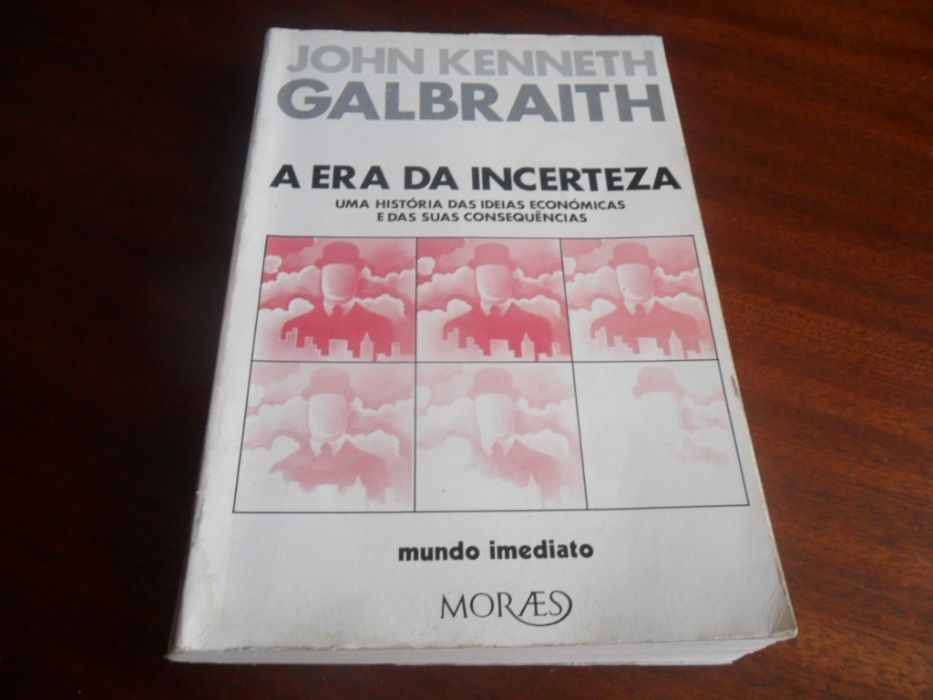 JOHN KENNETH
GALBRAITH
A ERA DA INCERTEZA
UMA HISTÓRIA DAS IDEIAS ECONÓMICAS
E DAS SUAS CONSEQUÊNCIAS
mundo imediato
MORÆS